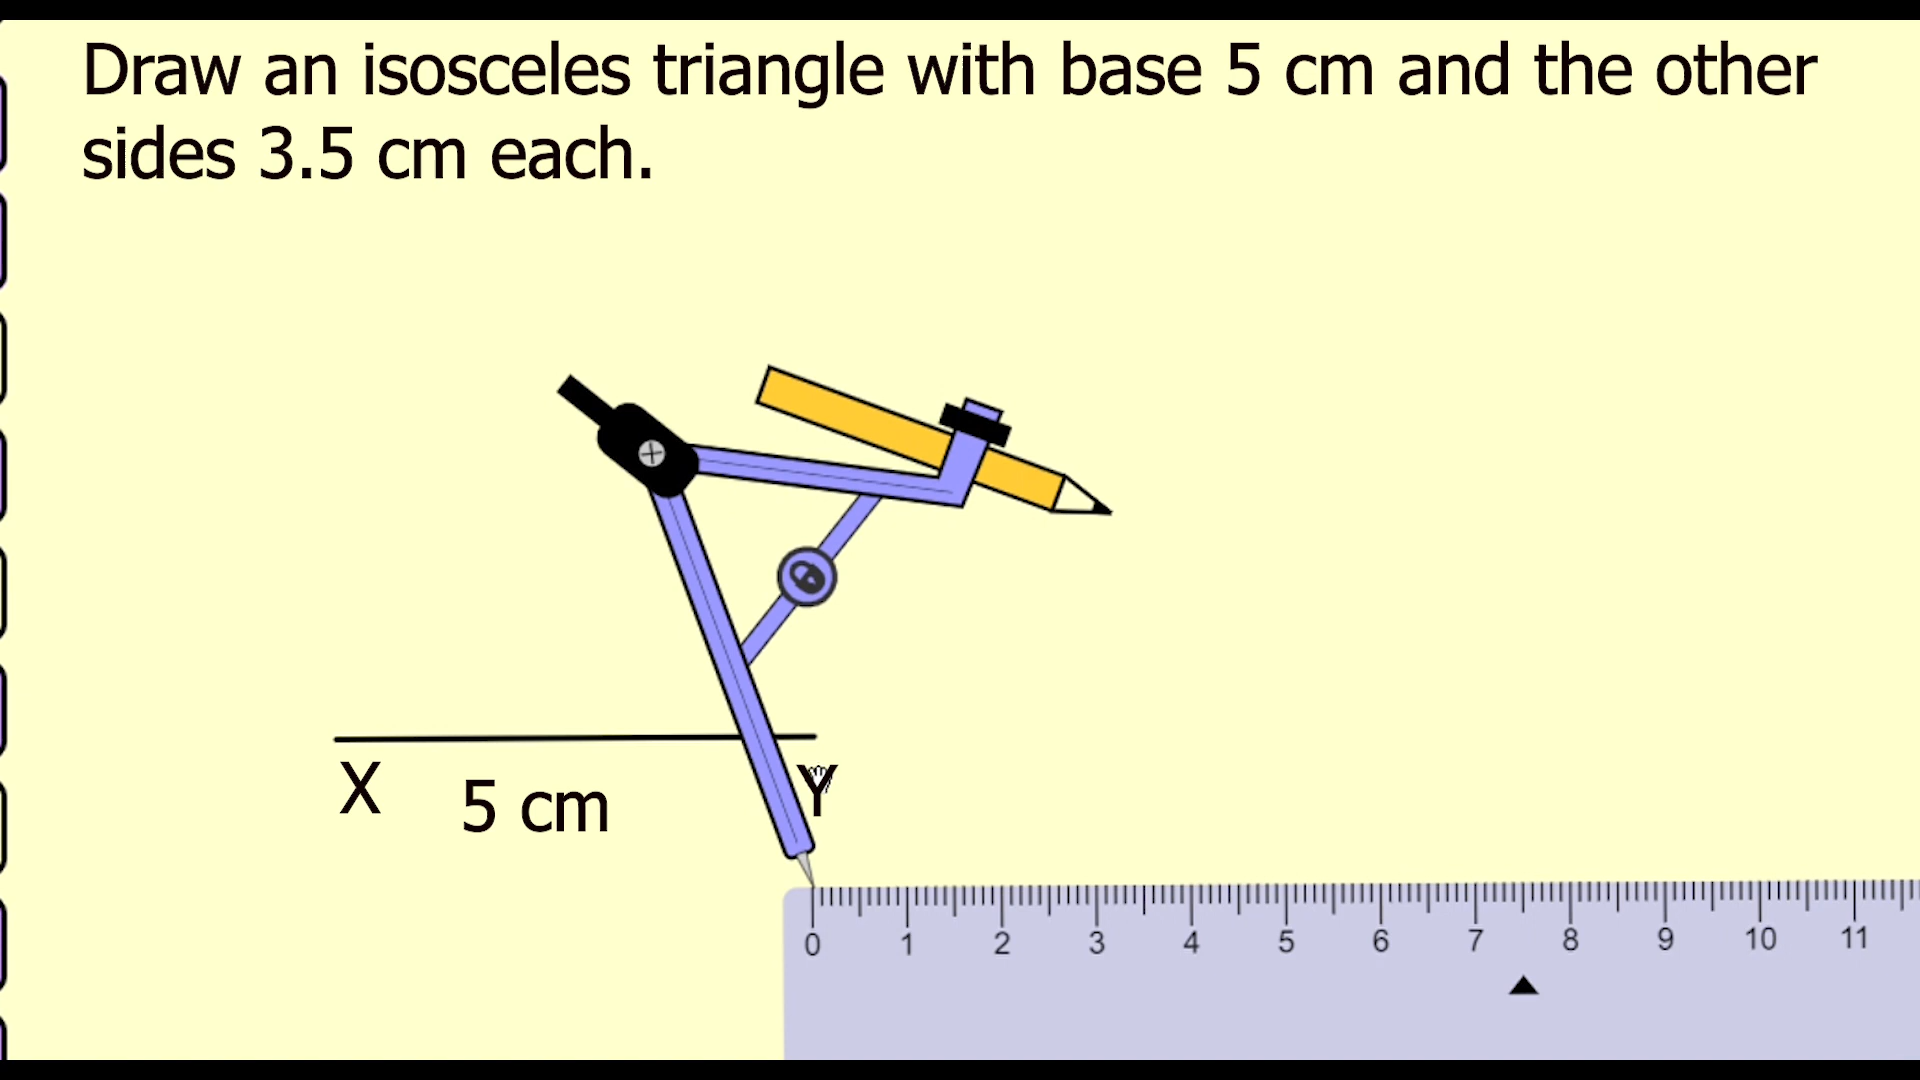 Draw an isosceles triangle with base 5 cm and the other
sides 3.5 cm each.
X 5 cm Y
0 1 2 3 4 5 6 7 8 9 10 11